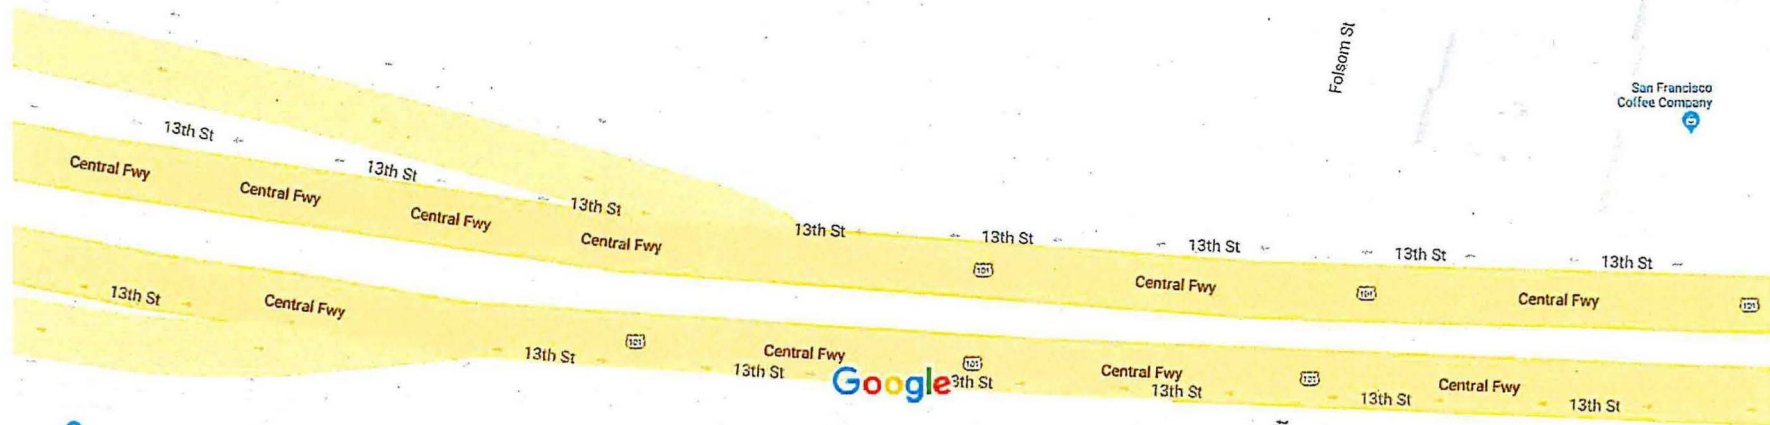 Folsom St
San Francisco
Coffee Company
13th St
13th St
Central Fwy
Central Fwy
13th St
Central Fwy
Central Fwy
13th St
13th St
13th St
13th St
13th St
101
Central Fwy
101
Central Fwy
101
13th St
Central Fwy
101
13th St
Central Fwy
13th St
Google
101
3th St
Central Fwy
13th St
101
13th St
Central Fwy
13th St